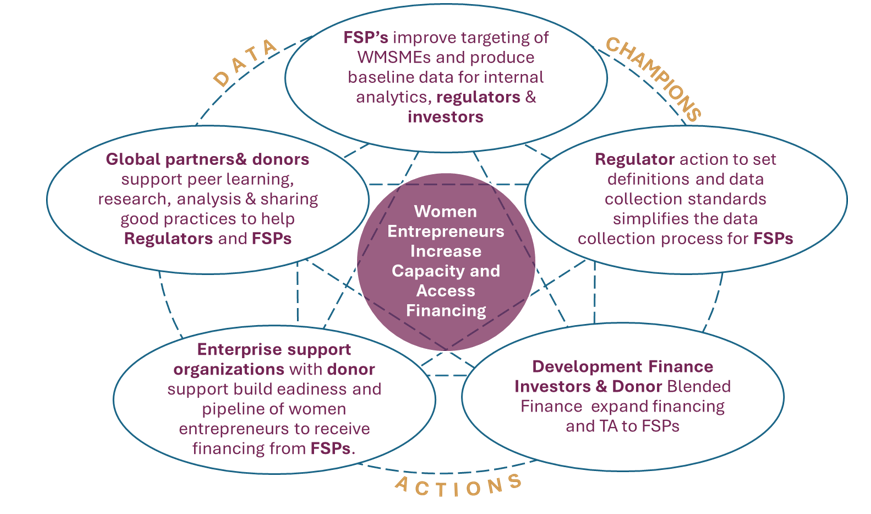 DATA
CHAMPIONS
FSP's improve targeting of
WMSMEs and produce
baseline data for internal
analytics, regulators &
investors
Global partners& donors
support peer learning,
research, analysis & sharing
good practices to help
Regulators and FSPs
Regulator action to set
definitions and data
collection standards
simplifies the data
collection process for FSPs
Women
Entrepreneurs
Increase
Capacity and
Access
Financing
Enterprise support
organizations with donor
support build eadiness and
pipeline of women
entrepreneurs to receive
financing from FSPs.
Development Finance
Investors & Donor Blended
Finance expand financing
and TA to FSPs
ACTIONS